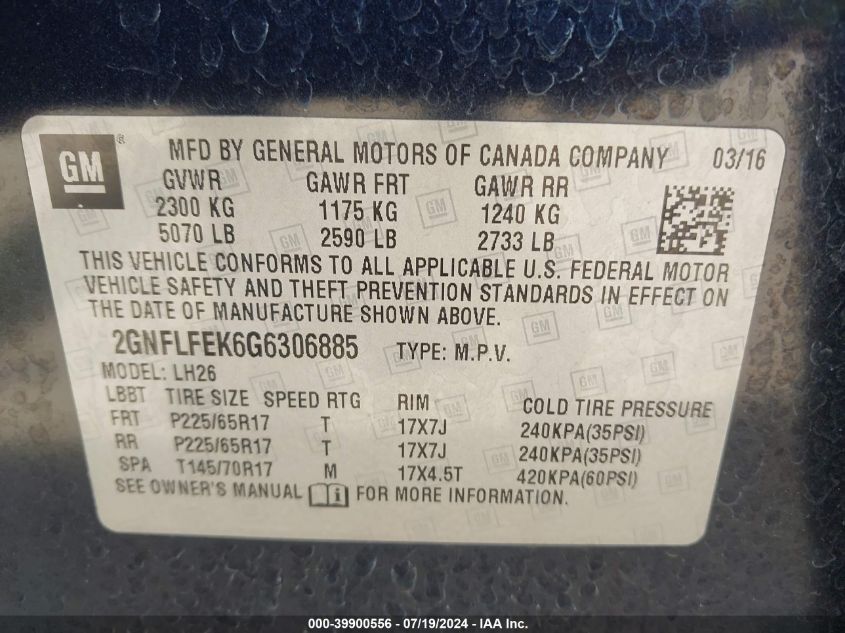 GM ®
MFD BY GENERAL MOTORS OF CANADA COMPANY 03/16
GVWR GAWR FRT GAWR RR
2300 KG 1175 KG 1240 KG
5070 LB 2590 LB 2733 LB
THIS VEHICLE CONFORMS TO ALL APPLICABLE U.S. FEDERAL MOTOR
VEHICLE SAFETY AND THEFT PREVENTION STANDARDS IN EFFECT ON
THE DATE OF MANUFACTURE SHOWN ABOVE.
2GNFLFEK6G6306885 TYPE: M.P.V.
MODEL: LH26
LBBT TIRE SIZE SPEED RTG RIM COLD TIRE PRESSURE
FRT P225/65R17 T 17X7J 240KPA(35PSI)
RR P225/65R17 T 17X7J 240KPA(35PSI)
SPA T145/70R17 M 17X4.5T 420KPA(60PSI)
SEE OWNER'S MANUAL FOR MORE INFORMATION.
000-39900556 - 07/19/2024 - IAA Inc.